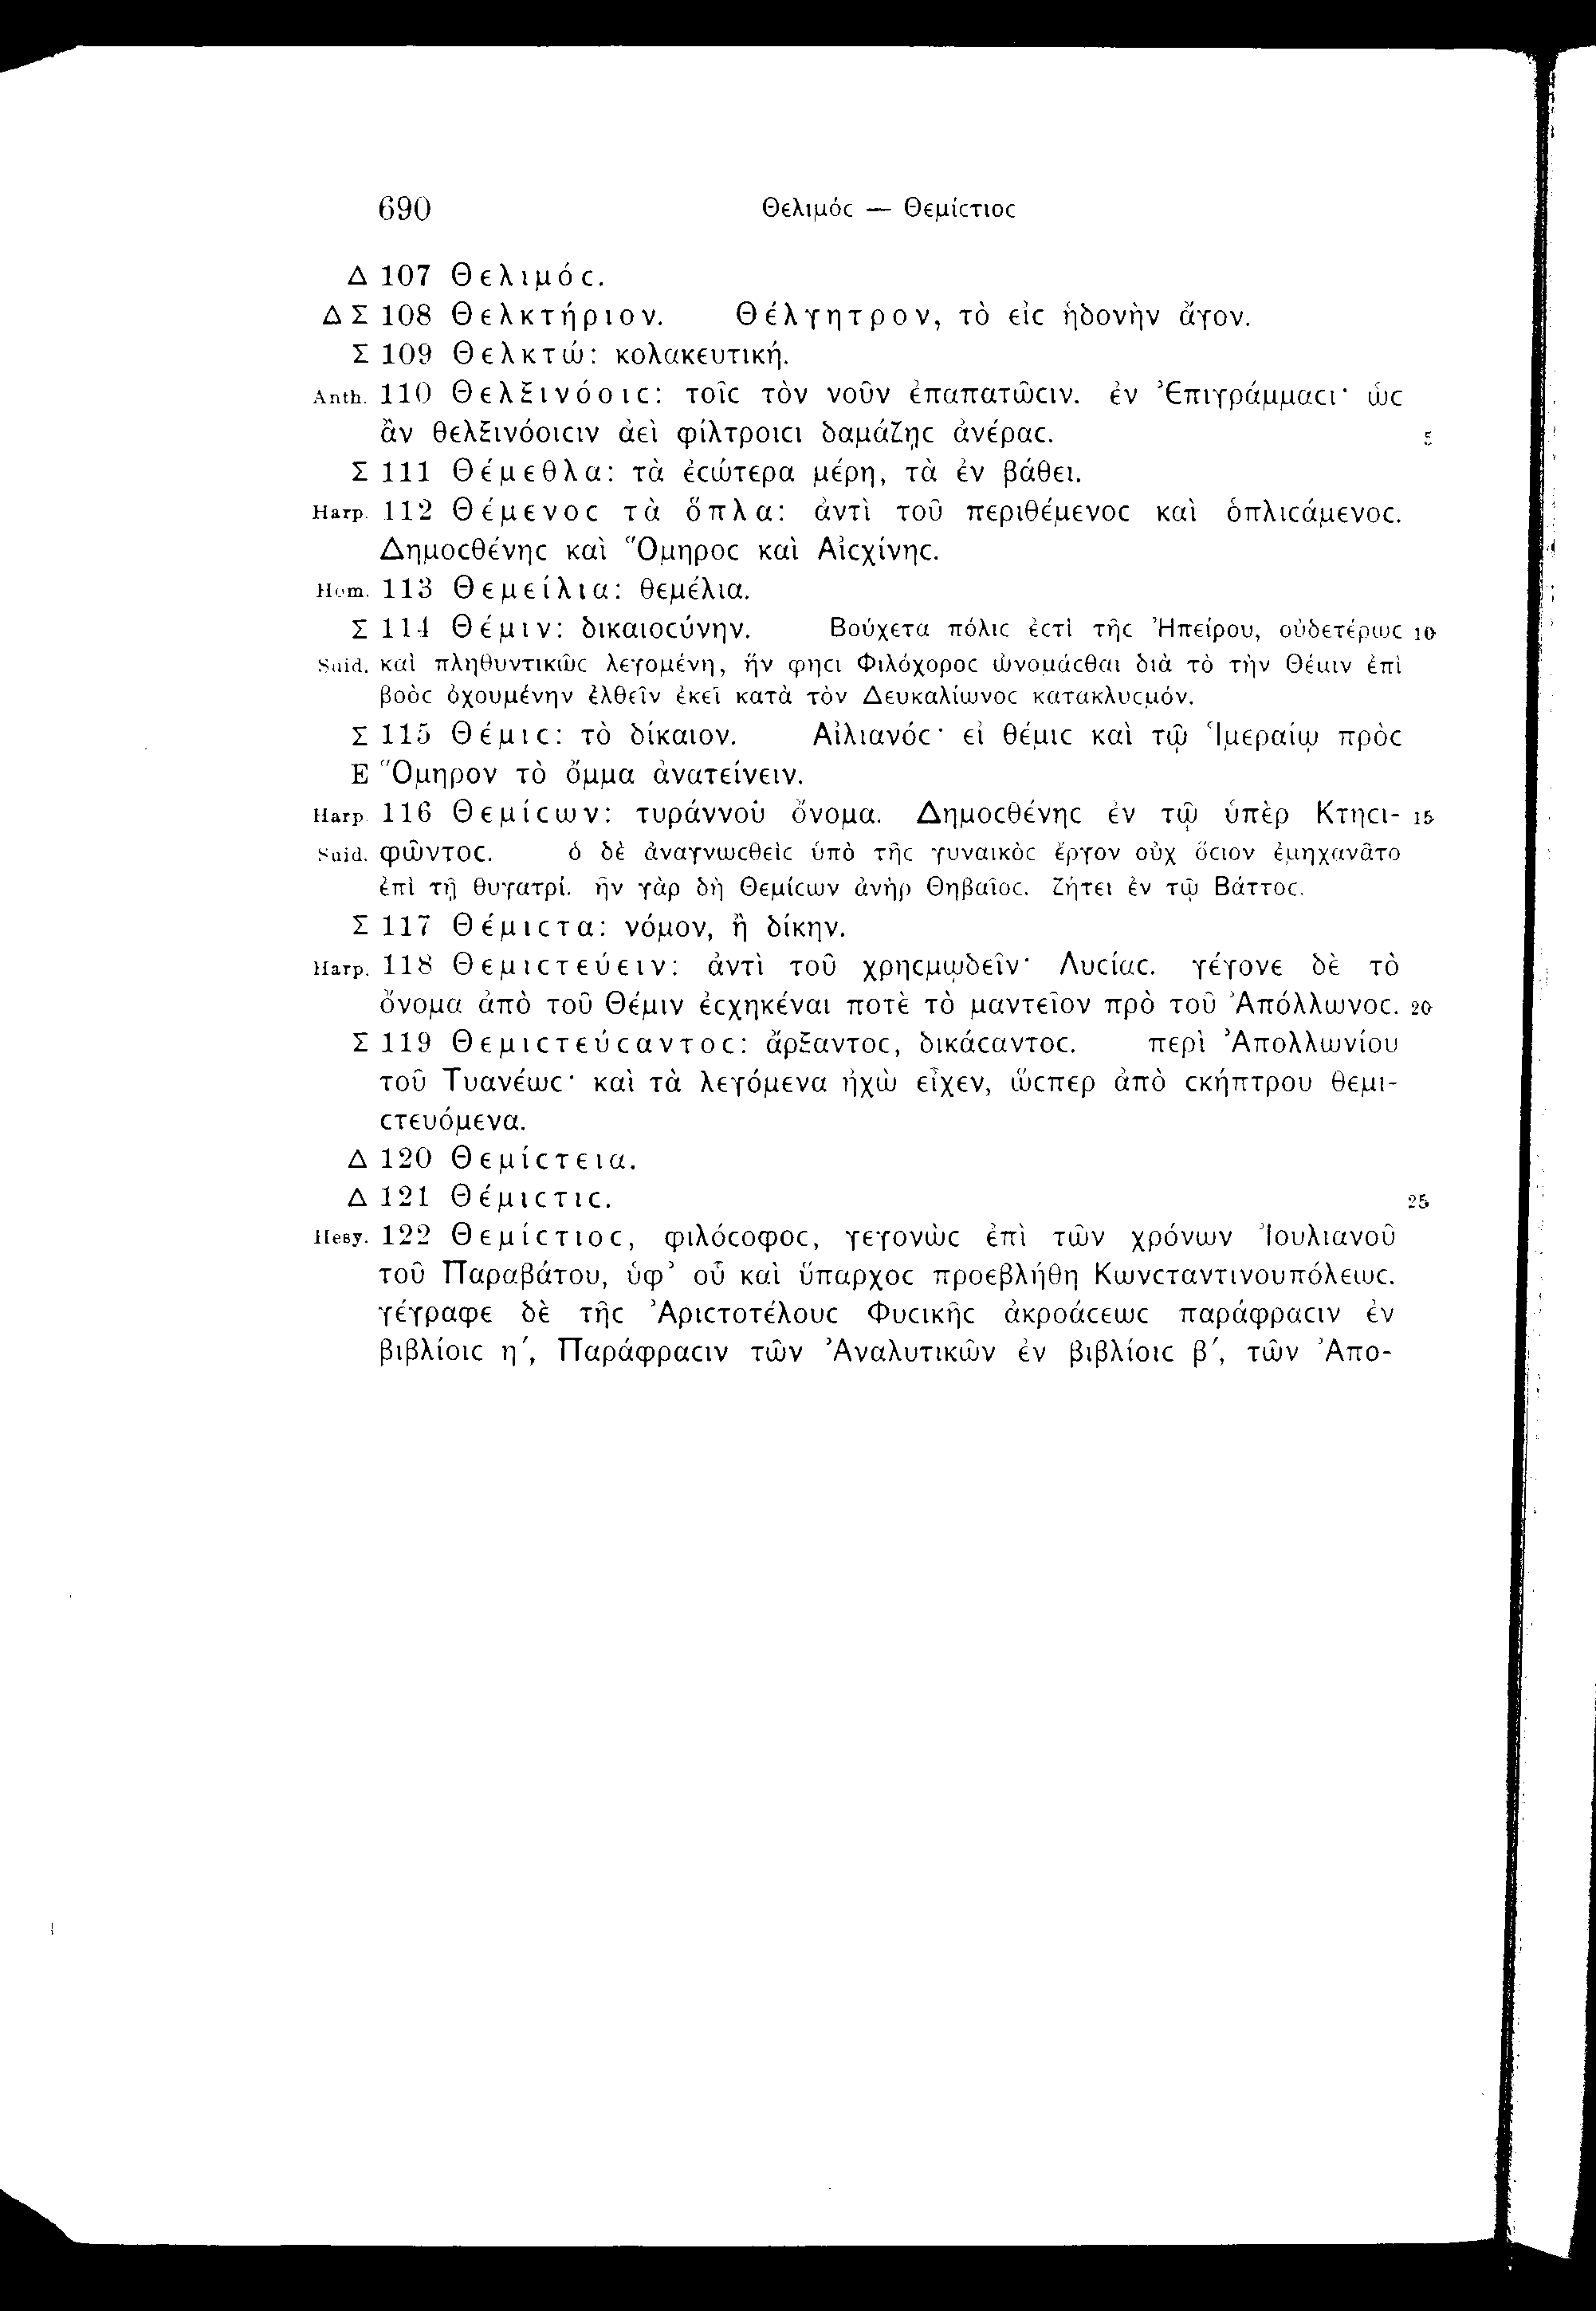 690 Θελιμόϲ — Θεμίϲτιοϲ
Δ 107 Θελιμόϲ.
ΔΣ 108 Θελκτήριον. Θέλγητρον, τὸ εἰϲ ἡδονὴν ἄγον.
Σ 109 Θελκτώ: κολακευτική.
Anth. 110 Θελξινόοιϲ: τοῖϲ τὸν νοῦν ἐπαπατῶϲιν. ἐν Ἐπιγράμμαϲι· ὡϲ
ἂν θελξινόοιϲιν ἀεὶ φίλτροιϲι δαμάζῃϲ ἀνέραϲ. 5
Σ 111 Θέμεθλα: τὰ ἐϲώτερα μέρη, τὰ ἐν βάθει.
Harp. 112 Θέμενοϲ τὰ ὅπλα: ἀντὶ τοῦ περιθέμενοϲ καὶ ὁπλιϲάμενοϲ.
Δημοϲθένηϲ καὶ Ὅμηροϲ καὶ Αἰϲχίνηϲ.
Hom. 113 Θεμείλια: θεμέλια.
Σ 114 Θέμιν: δικαιοϲύνην. Βούχετα πόλιϲ ἐϲτὶ τῆϲ Ἠπείρου, οὐδετέρωϲ 10
Suid. καὶ πληθυντικῶϲ λεγομένη, ἥν φηϲι Φιλόχοροϲ ὠνομάϲθαι διὰ τὸ τὴν Θέμιν ἐπὶ
βοὸϲ ὀχουμένην ἐλθεῖν ἐκεῖ κατὰ τὸν Δευκαλίωνοϲ κατακλυϲμόν.
Σ 115 Θέμιϲ: τὸ δίκαιον. Αἰλιανόϲ· εἰ θέμιϲ καὶ τῷ Ἱμεραίῳ πρὸϲ
E Ὅμηρον τὸ ὄμμα ἀνατείνειν.
Harp. 116 Θεμίϲων: τυράννου ὄνομα. Δημοϲθένηϲ ἐν τῷ ὑπὲρ Κτηϲι- 15
Suid. φῶντοϲ. ὁ δὲ ἀναγνωϲθεὶϲ ὑπὸ τῆϲ γυναικὸϲ ἔργον οὐχ ὅϲιον ἐμηχανᾶτο
ἐπὶ τῇ θυγατρί. ἦν γὰρ δὴ Θεμίϲων ἀνὴρ Θηβαῖοϲ. ζήτει ἐν τῷ Βάττοϲ.
Σ 117 Θέμιϲτα: νόμον, ἢ δίκην.
Harp. 118 Θεμιϲτεύειν: ἀντὶ τοῦ χρηϲμῳδεῖν· Λυϲίαϲ. γέγονε δὲ τὸ
ὄνομα ἀπὸ τοῦ Θέμιν ἐϲχηκέναι ποτὲ τὸ μαντεῖον πρὸ τοῦ Ἀπόλλωνοϲ. 20
Σ 119 Θεμιϲτεύϲαντοϲ: ἄρξαντοϲ, δικάϲαντοϲ. περὶ Ἀπολλωνίου
τοῦ Τυανέωϲ· καὶ τὰ λεγόμενα ἠχὼ εἶχεν, ὥϲπερ ἀπὸ ϲκήπτρου θεμι-
ϲτευόμενα.
Δ 120 Θεμίϲτεια.
Δ 121 Θέμιϲτιϲ. 25
Hesy. 122 Θεμίϲτιοϲ, φιλόϲοφοϲ, γεγονὼϲ ἐπὶ τῶν χρόνων Ἰουλιανοῦ
τοῦ Παραβάτου, ὑφ’ οὗ καὶ ὕπαρχοϲ προεβλήθη Κωνϲταντινουπόλεωϲ.
γέγραφε δὲ τῆϲ Ἀριϲτοτέλουϲ Φυϲικῆϲ ἀκροάϲεωϲ παράφραϲιν ἐν
βιβλίοιϲ η′, Παράφραϲιν τῶν Ἀναλυτικῶν ἐν βιβλίοιϲ β′, τῶν Ἀπο-